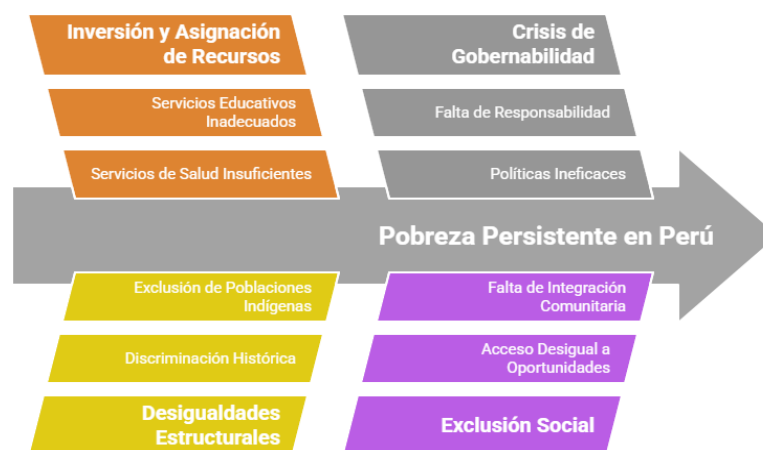 Inversión y Asignación
de Recursos
Servicios Educativos
Inadecuados
Servicios de Salud Insuficientes
Crisis de
Gobernabilidad
Falta de Responsabilidad
Políticas Ineficaces
Pobreza Persistente en Perú
Exclusión de Poblaciones
Indígenas
Discriminación Histórica
Desigualdades
Estructurales
Falta de Integración
Comunitaria
Acceso Desigual a
Oportunidades
Exclusión Social